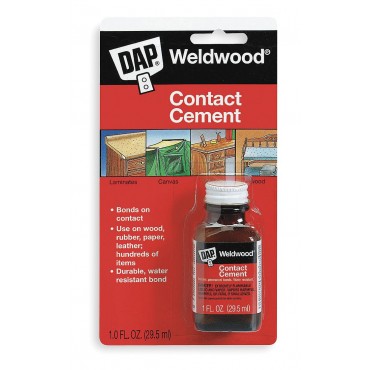 DAP Weldwood®
Contact
Cement
Laminates Canvas Wood
• Bonds on
contact
• Use on wood,
rubber, paper,
leather;
hundreds of
items
• Durable, water
resistant bond
1.0 FL. OZ. (29.5 ml)
DAP Weldwood®
Contact
Cement
1 FL. OZ. (29.5 ml)